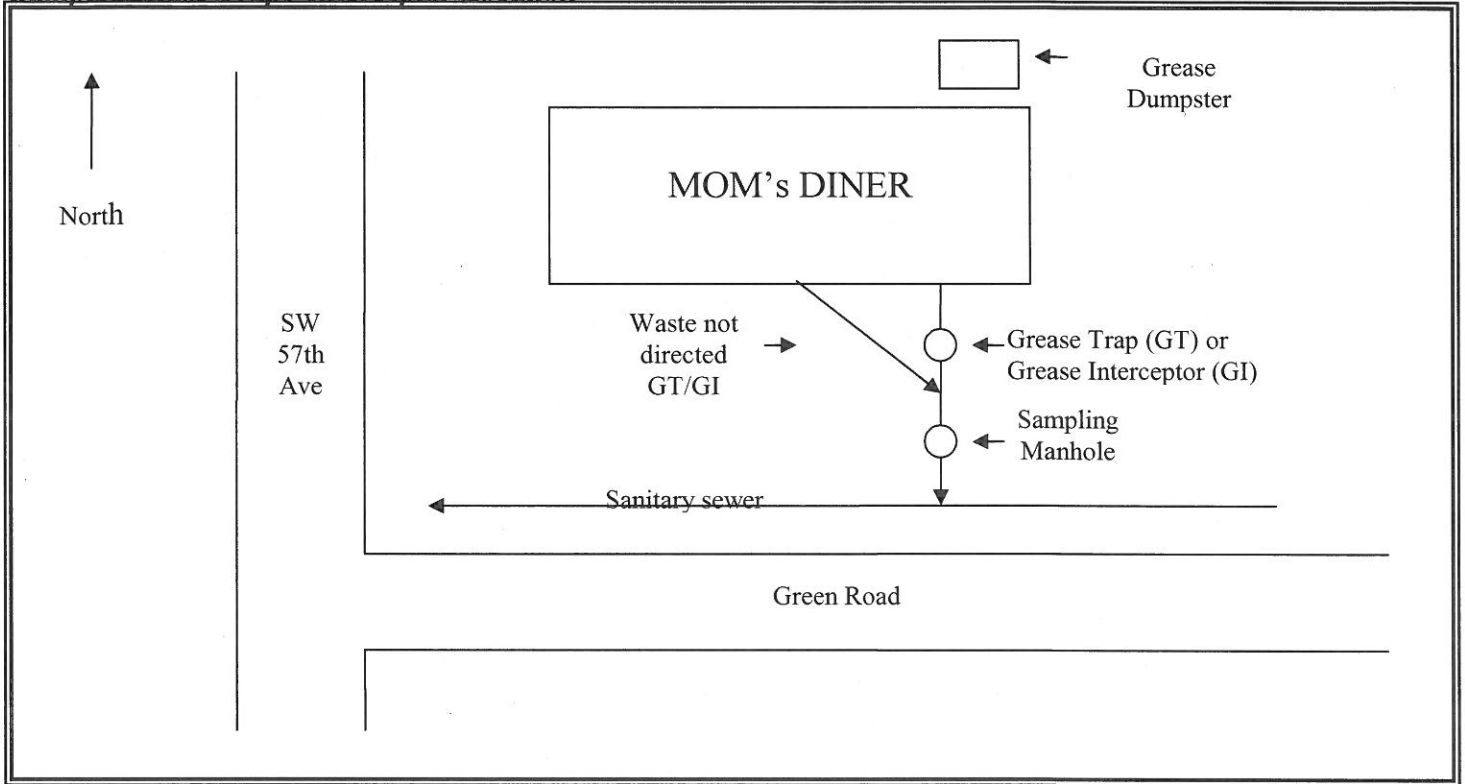 Grease
Dumpster
MOM's DINER
North
SW
57th
Ave
Waste not
directed
GT/GI
Grease Trap (GT) or
Grease Interceptor (GI)
Sampling
Manhole
Sanitary sewer
Green Road